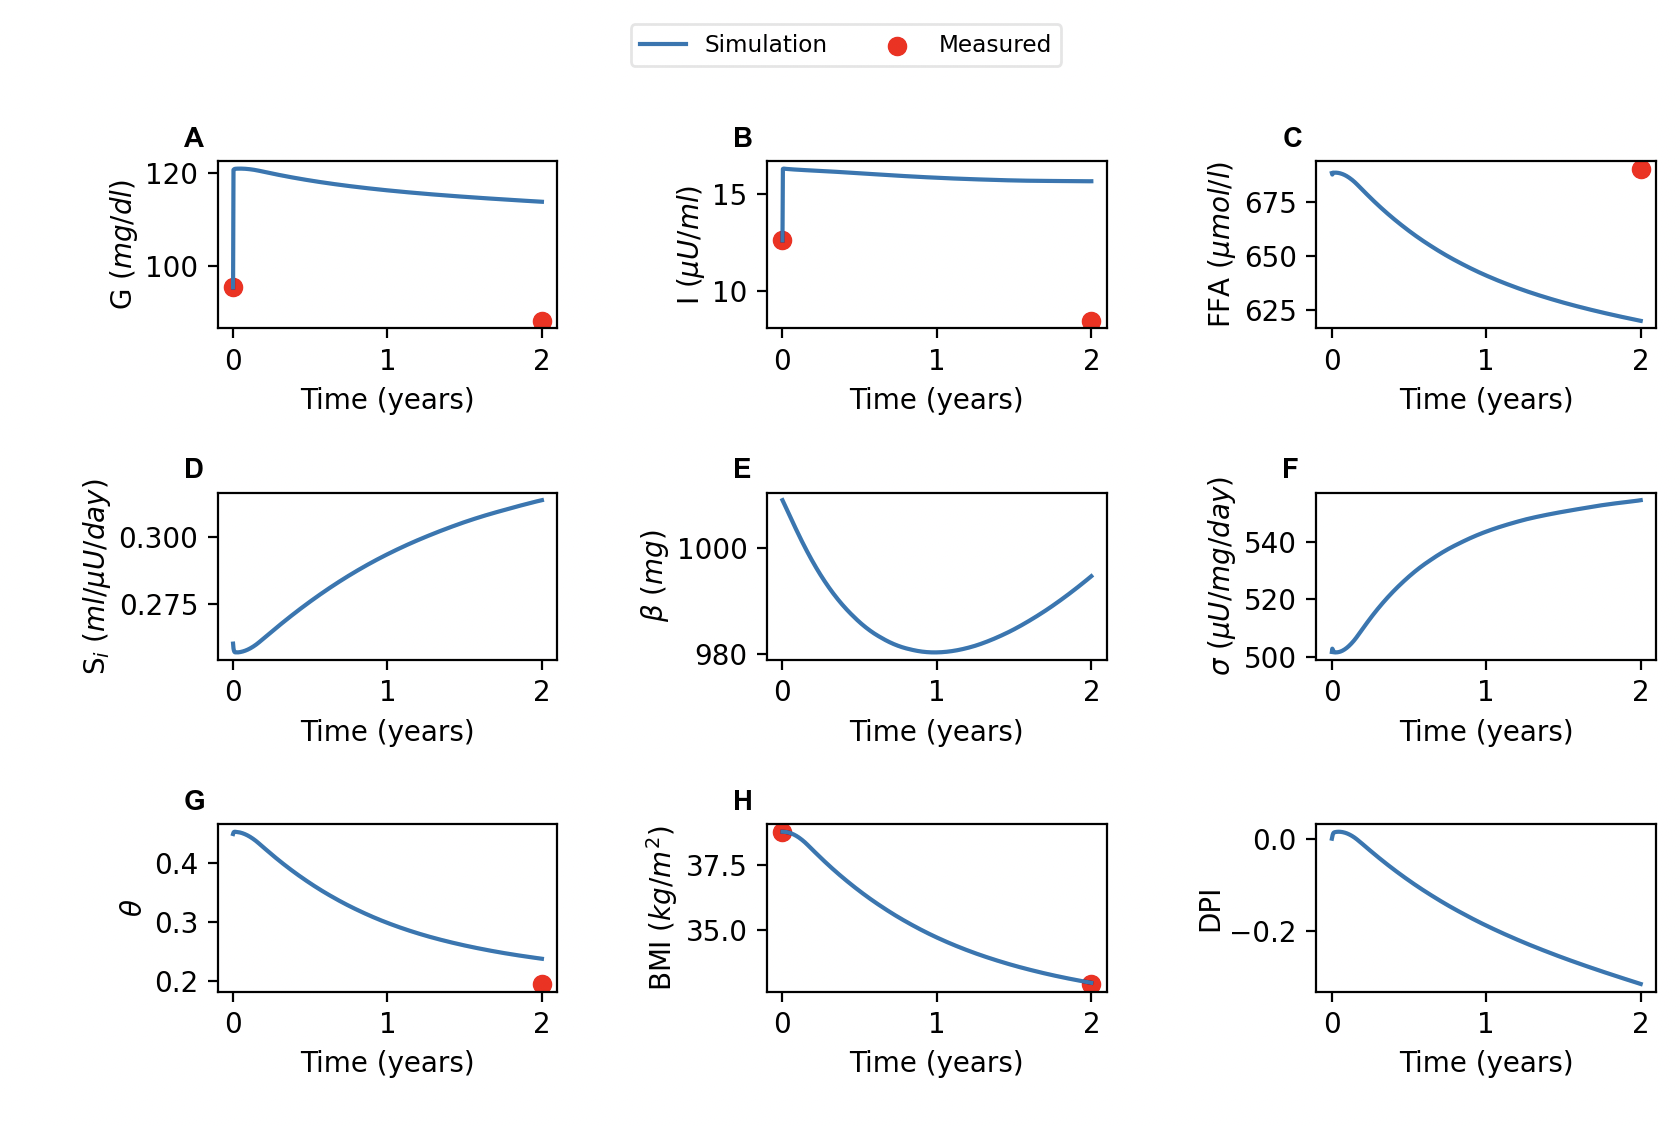 Simulation Measured
A
B
C
G (mg/dl)
120
100
0 1 2
Time (years)
I (μU/ml)
15
10
0 1 2
Time (years)
FFA (μmol/l)
675
650
625
0 1 2
Time (years)
D
E
F
Sᵢ (ml/μU/day)
0.300
0.275
0 1 2
Time (years)
β (mg)
1000
980
0 1 2
Time (years)
σ (μU/mg/day)
540
520
500
0 1 2
Time (years)
G
H
θ
0.4
0.3
0.2
0 1 2
Time (years)
BMI (kg/m²)
37.5
35.0
0 1 2
Time (years)
DPI
0.0
−0.2
0 1 2
Time (years)